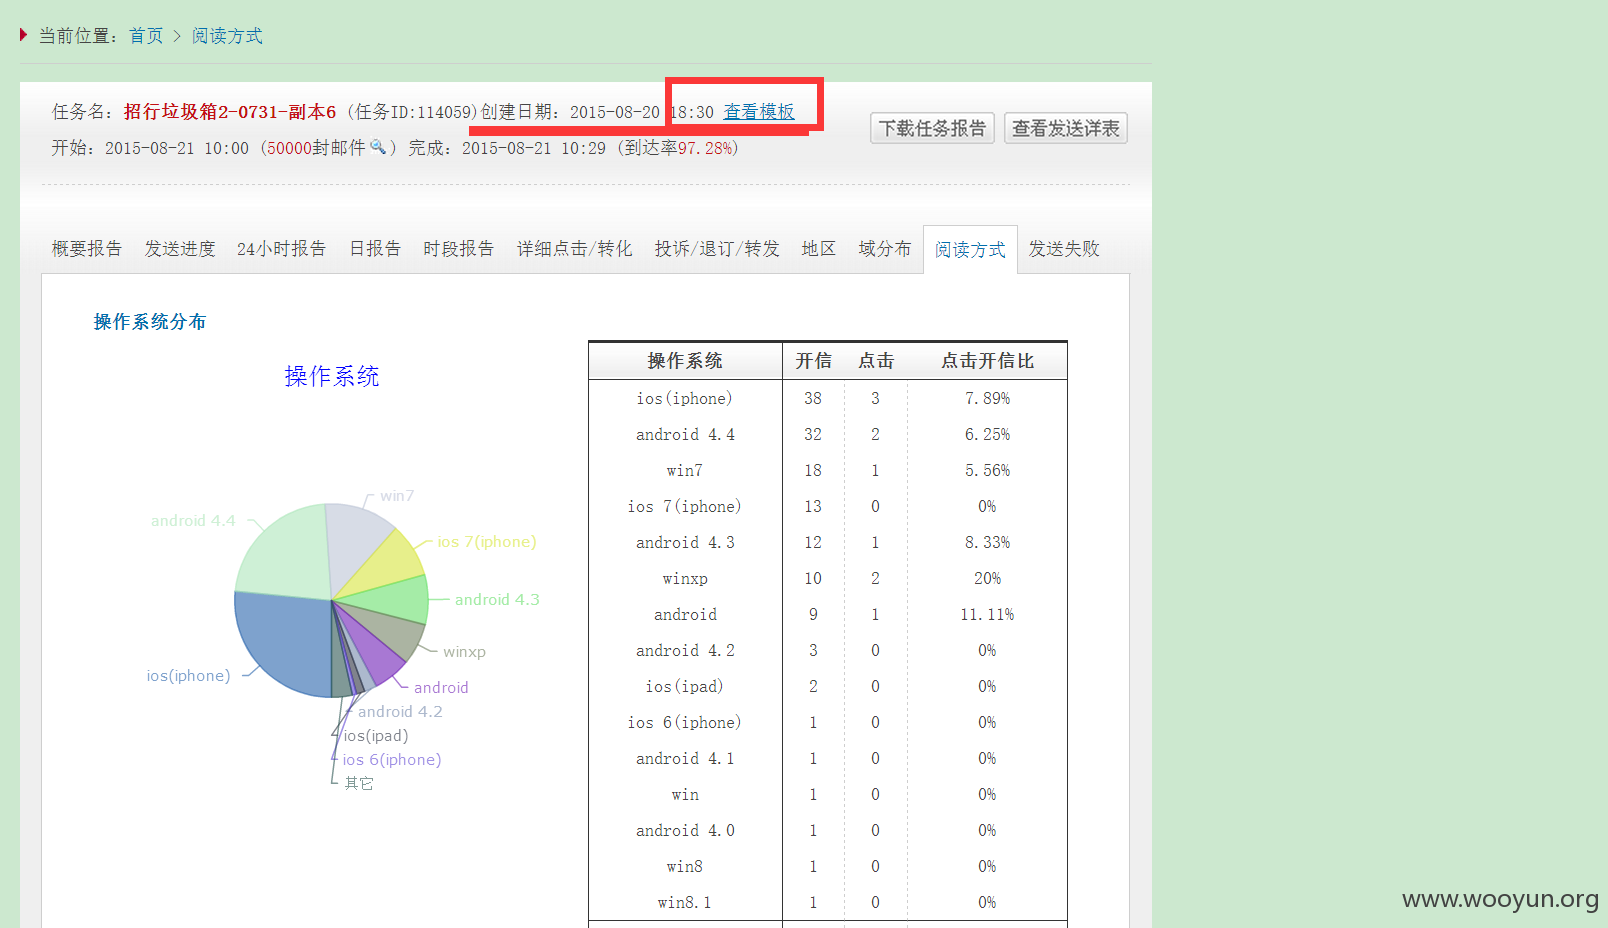 当前位置：首页 > 阅读方式
任务名：招行垃圾箱2-0731-副本6 (任务ID:114059)创建日期：2015-08-20 18:30 查看模板
开始：2015-08-21 10:00 (50000封邮件) 完成：2015-08-21 10:29 (到达率97.28%)
下载任务报告 查看发送详表
概要报告 发送进度 24小时报告 日报告 时段报告 详细点击/转化 投诉/退订/转发 地区 域分布 阅读方式 发送失败
操作系统分布
操作系统
win7
android 4.4
ios 7(iphone)
android 4.3
winxp
ios(iphone)
android
android 4.2
ios(ipad)
ios 6(iphone)
其它
操作系统 开信 点击 点击开信比
ios(iphone) 38 3 7.89%
android 4.4 32 2 6.25%
win7 18 1 5.56%
ios 7(iphone) 13 0 0%
android 4.3 12 1 8.33%
winxp 10 2 20%
android 9 1 11.11%
android 4.2 3 0 0%
ios(ipad) 2 0 0%
ios 6(iphone) 1 0 0%
android 4.1 1 0 0%
win 1 0 0%
android 4.0 1 0 0%
win8 1 0 0%
win8.1 1 0 0%
www.wooyun.org